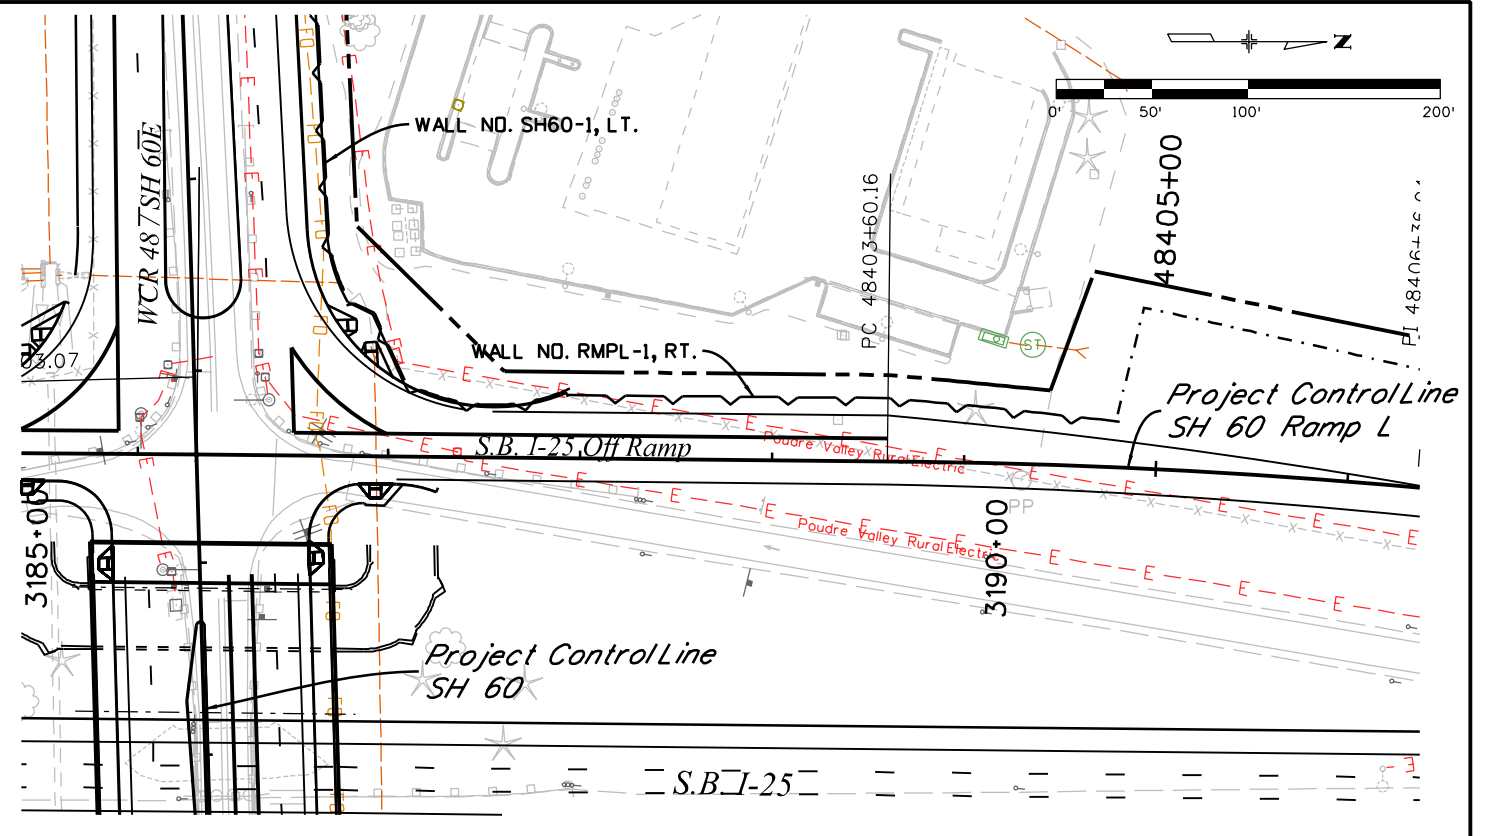 N
0' 50' 100' 200'
WALL NO. SH60-1, LT.
WCR 48 / SH 60E
PC 48403+60.16
48405+00
WALL NO. RMPL-1, RT.
ST
Project Control Line
SH 60 Ramp L
S.B. I-25 Off Ramp
Poudre Valley Rural Electric
3185+00
PP
Poudre Valley Rural Electric
3190+00
Project Control Line
SH 60
S.B. I-25